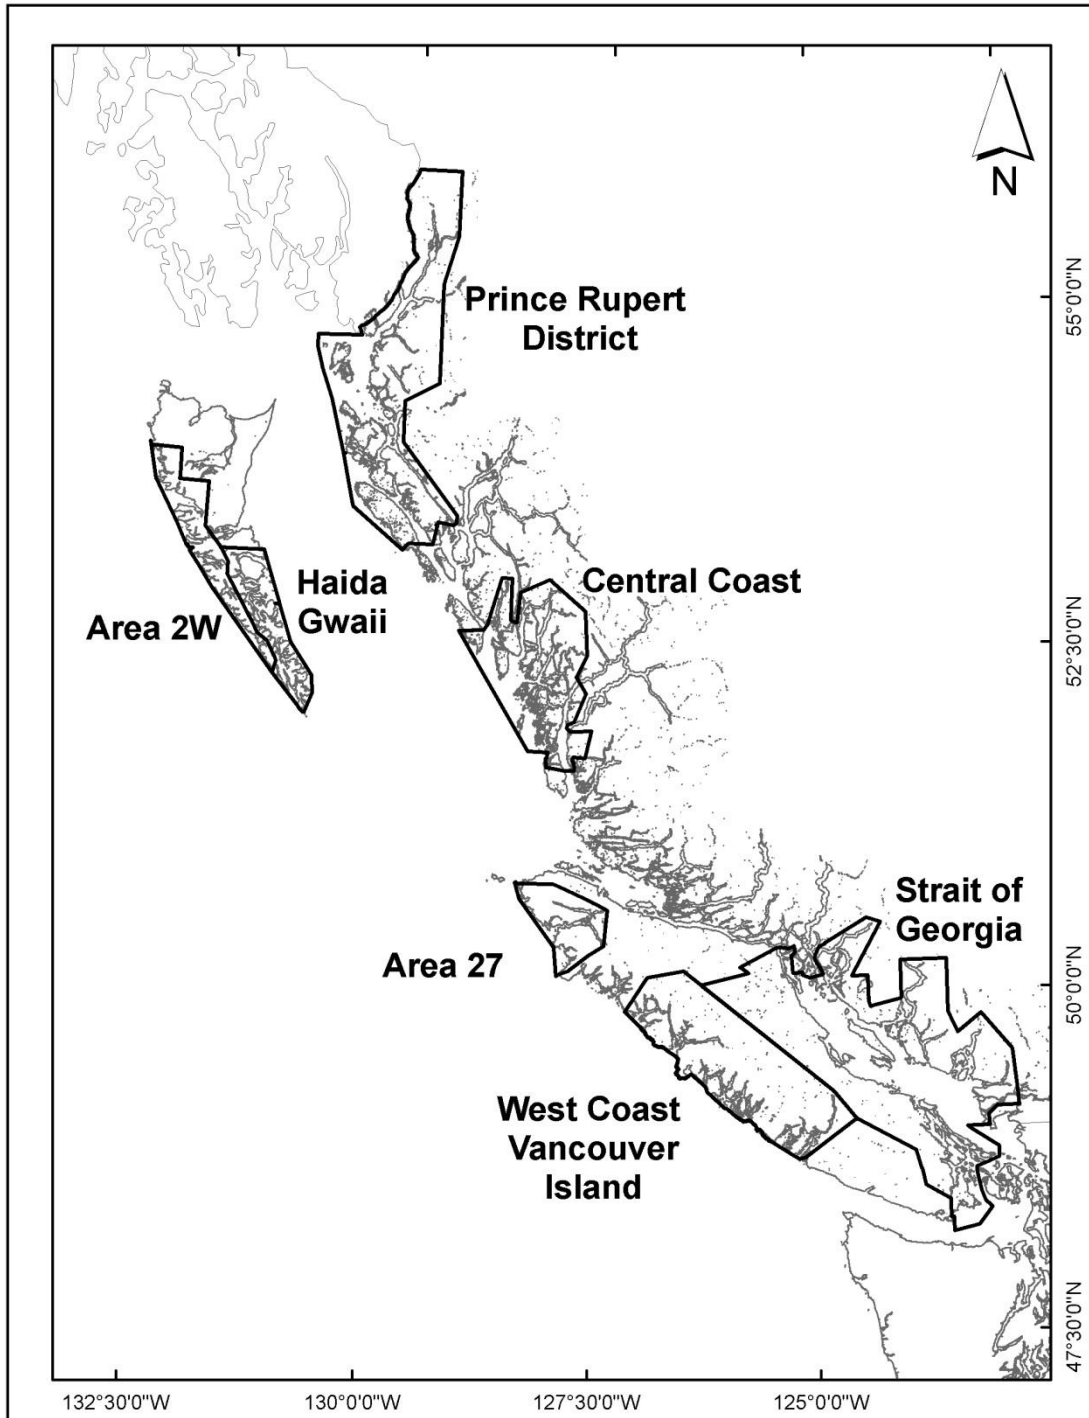 N
55°0'0"N
Prince Rupert
District
Haida
Gwaii
Central Coast
Area 2W
52°30'0"N
Strait of
Georgia
Area 27
50°0'0"N
West Coast
Vancouver
Island
47°30'0"N
132°30'0"W
130°0'0"W
127°30'0"W
125°0'0"W